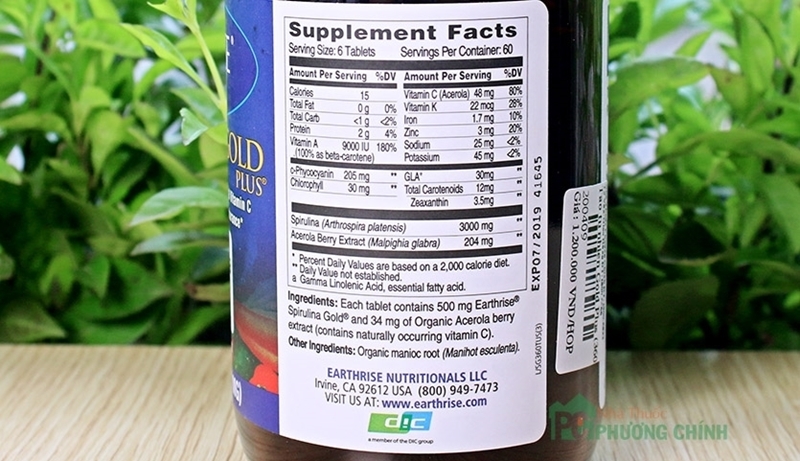 OLD
PLUS®
Supplement Facts
Serving Size: 6 Tablets Servings Per Container: 60
Amount Per Serving %DV
Calories 15
Total Fat 0 g 0%
Total Carb <1 g <2%
Protein 2 g 4%
Vitamin A 9000 IU 180%
(100% as beta-carotene)
c-Phycocyanin 205 mg **
Chlorophyll 30 mg **
Amount Per Serving %DV
Vitamin C (Acerola) 48 mg 80%
Vitamin K 22 mcg 28%
Iron 1.7 mg 10%
Zinc 3 mg 20%
Sodium 25 mg <2%
Potassium 45 mg <2%
GLAª 30mg **
Total Carotenoids 12mg **
Zeaxanthin 3.5mg **
Spirulina (Arthrospira platensis) 3000 mg **
Acerola Berry Extract (Malpighia glabra) 204 mg **
* Percent Daily Values are based on a 2,000 calorie diet.
** Daily Value not established.
a Gamma Linolenic Acid, essential fatty acid.
Ingredients: Each tablet contains 500 mg Earthrise®
Spirulina Gold® and 34 mg of Organic Acerola berry
extract (contains naturally occurring vitamin C).
Other Ingredients: Organic manioc root (Manihot esculenta).
EARTHRISE NUTRITIONALS LLC
Irvine, CA 92612 USA (800) 949-7473
VISIT US AT: www.earthrise.com
dic
a member of the DIC group
EXP07/2019 41645
USG360TUS(3)
Giá : 1,200,000 VND/HOP
PHƯƠNG CHÍNH